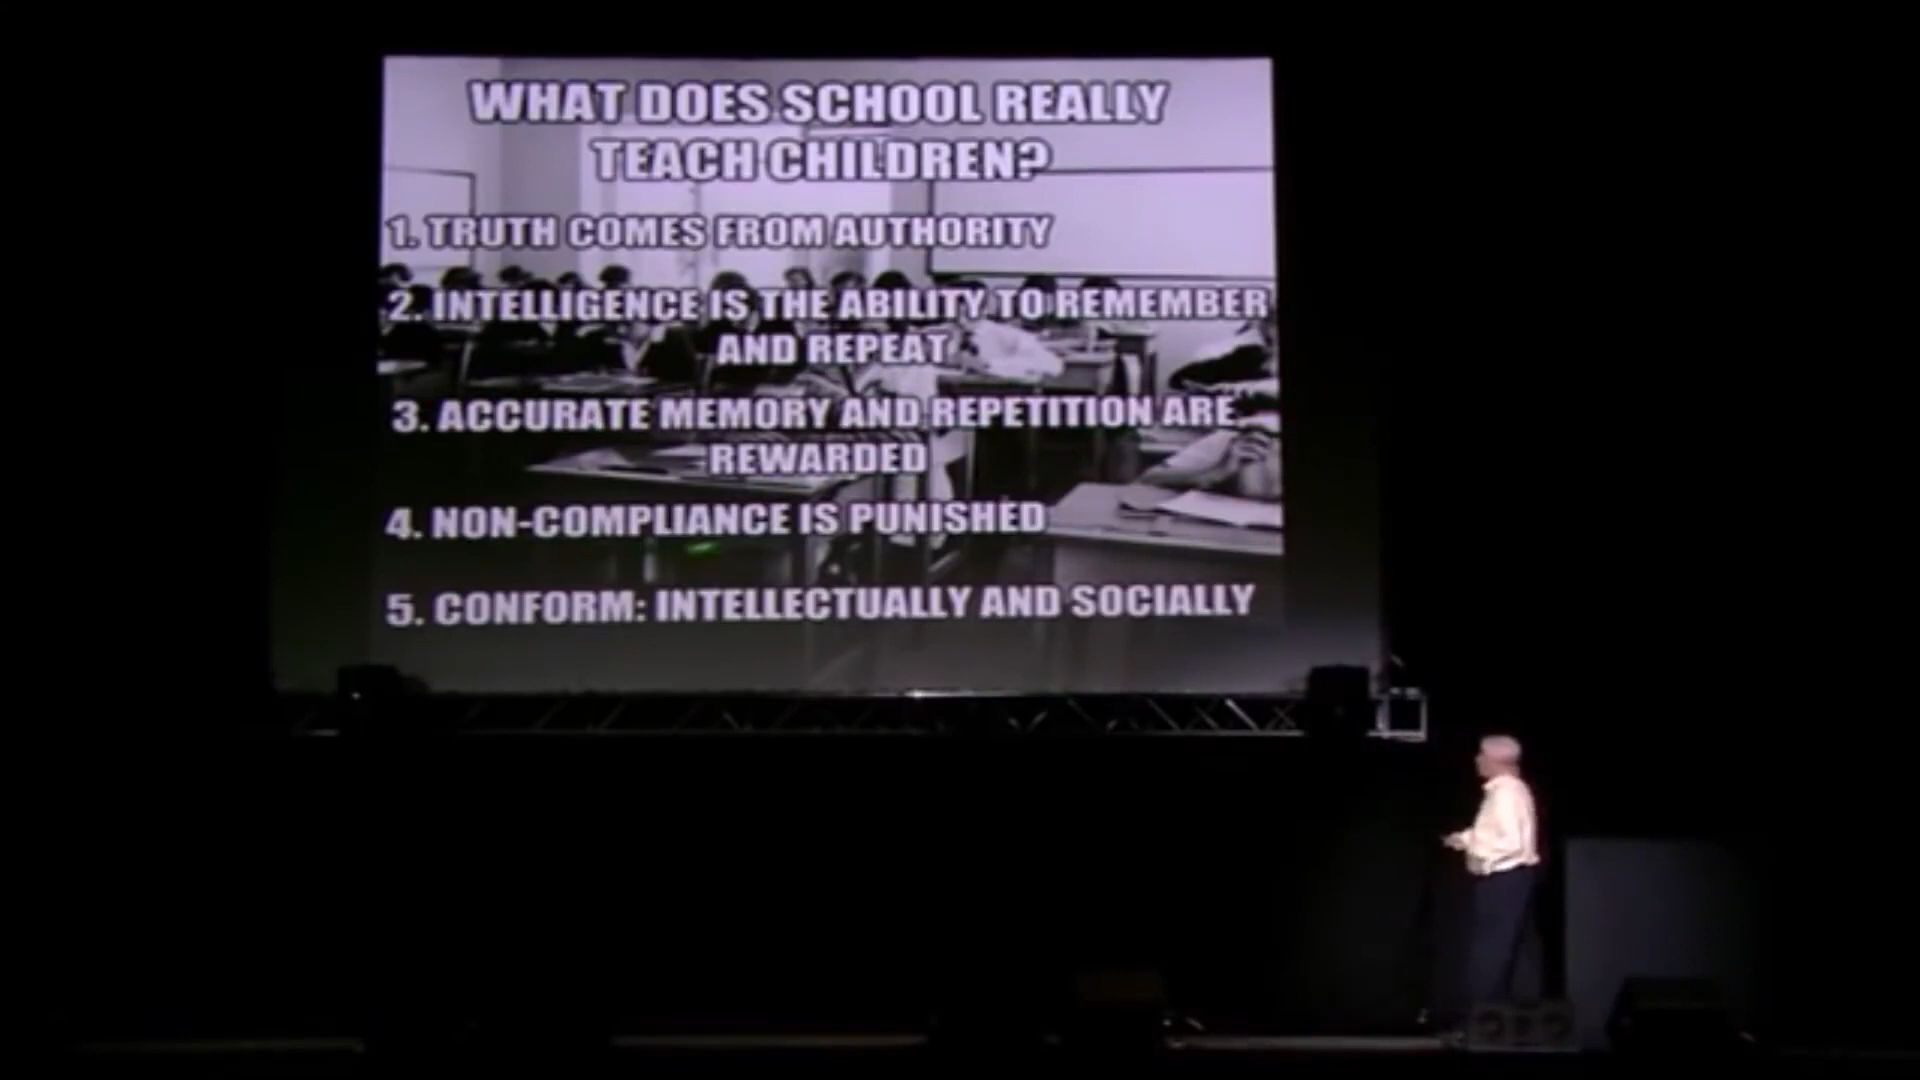 WHAT DOES SCHOOL REALLY
TEACH CHILDREN?
1. TRUTH COMES FROM AUTHORITY
2. INTELLIGENCE IS THE ABILITY TO REMEMBER
AND REPEAT
3. ACCURATE MEMORY AND REPETITION ARE
REWARDED
4. NON-COMPLIANCE IS PUNISHED
5. CONFORM: INTELLECTUALLY AND SOCIALLY